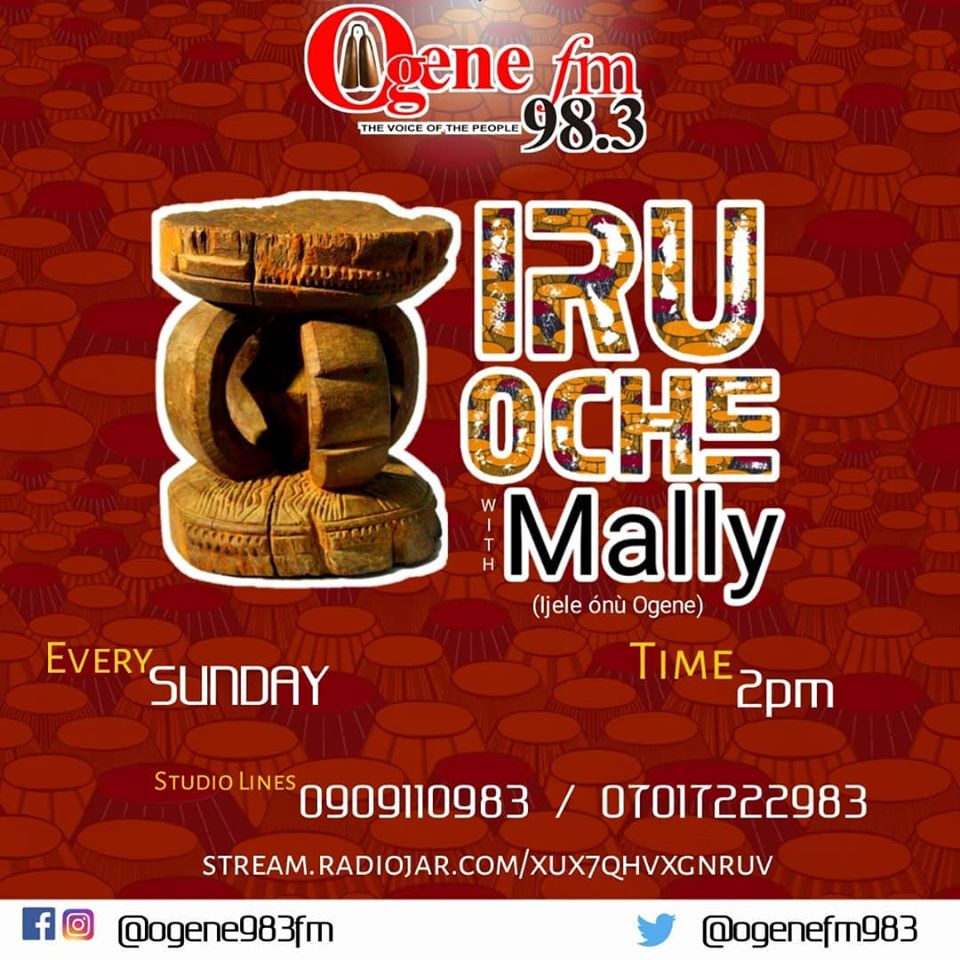 Ogene fm
THE VOICE OF THE PEOPLE 98.3
IRU
OCHE
WITH Mally
(Ijele ónù Ogene)
EVERY SUNDAY
TIME 2pm
STUDIO LINES 0909110983 / 07017222983
STREAM.RADIOJAR.COM/XUX7QHVXGNRUV
@ogene983fm
@ogenefm983